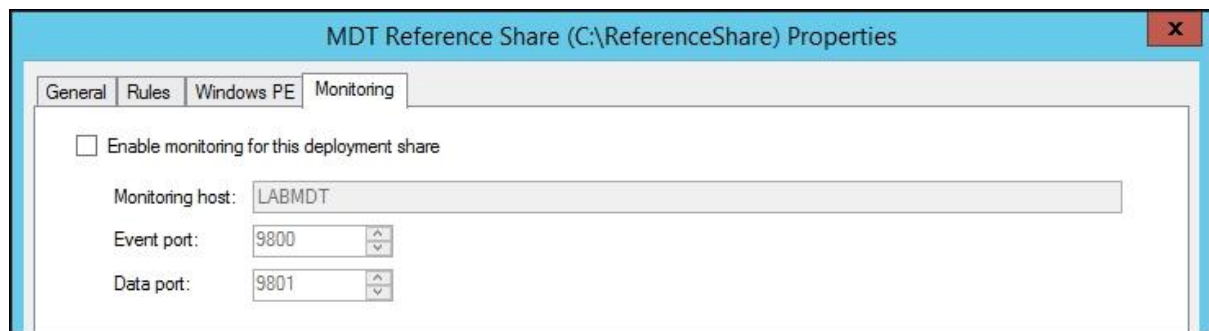 MDT Reference Share (C:\ReferenceShare) Properties
x
General Rules Windows PE Monitoring
Enable monitoring for this deployment share
Monitoring host: LABMDT
Event port: 9800
Data port: 9801